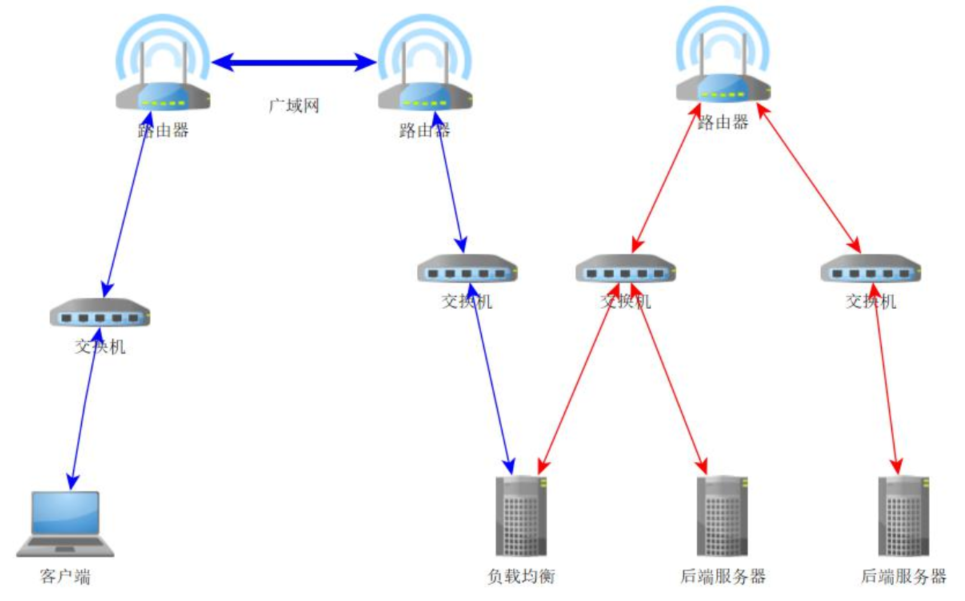 广域网
路由器
路由器
路由器
交换机
交换机
交换机
交换机
客户端
负载均衡
后端服务器
后端服务器